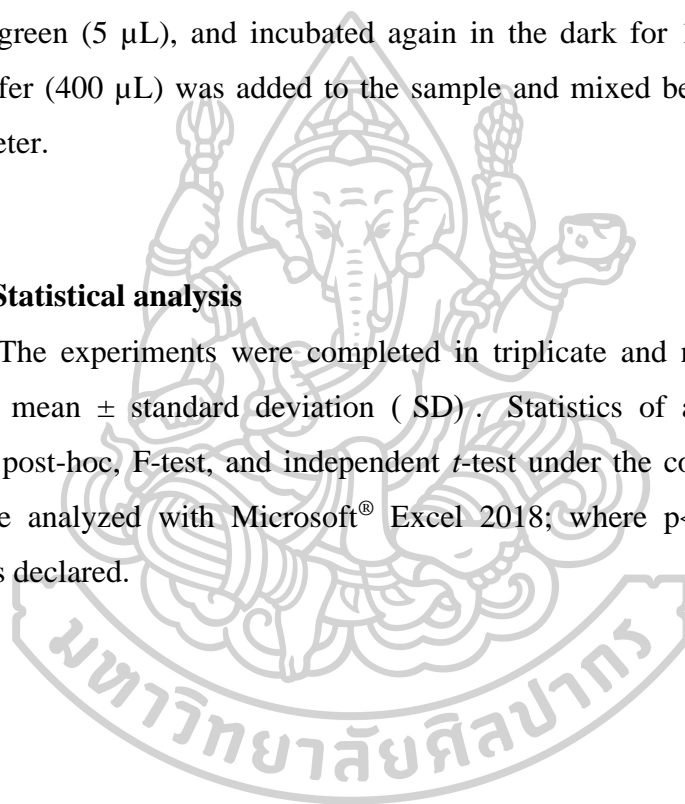 green (5 µL), and incubated again in the dark for
fer (400 µL) was added to the sample and mixed be
eter.
Statistical analysis
The experiments were completed in triplicate and
mean ± standard deviation ( SD) . Statistics of
post-hoc, F-test, and independent t-test under the co
e analyzed with Microsoft® Excel 2018; where p<
s declared.
มหาวิทยาลัยศิลปากร